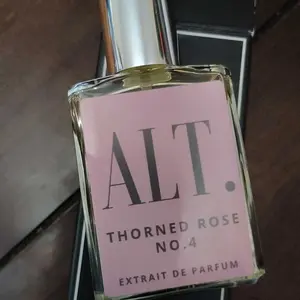 ALT.
THORNED ROSE
NO.4
EXTRAIT DE PARFUM